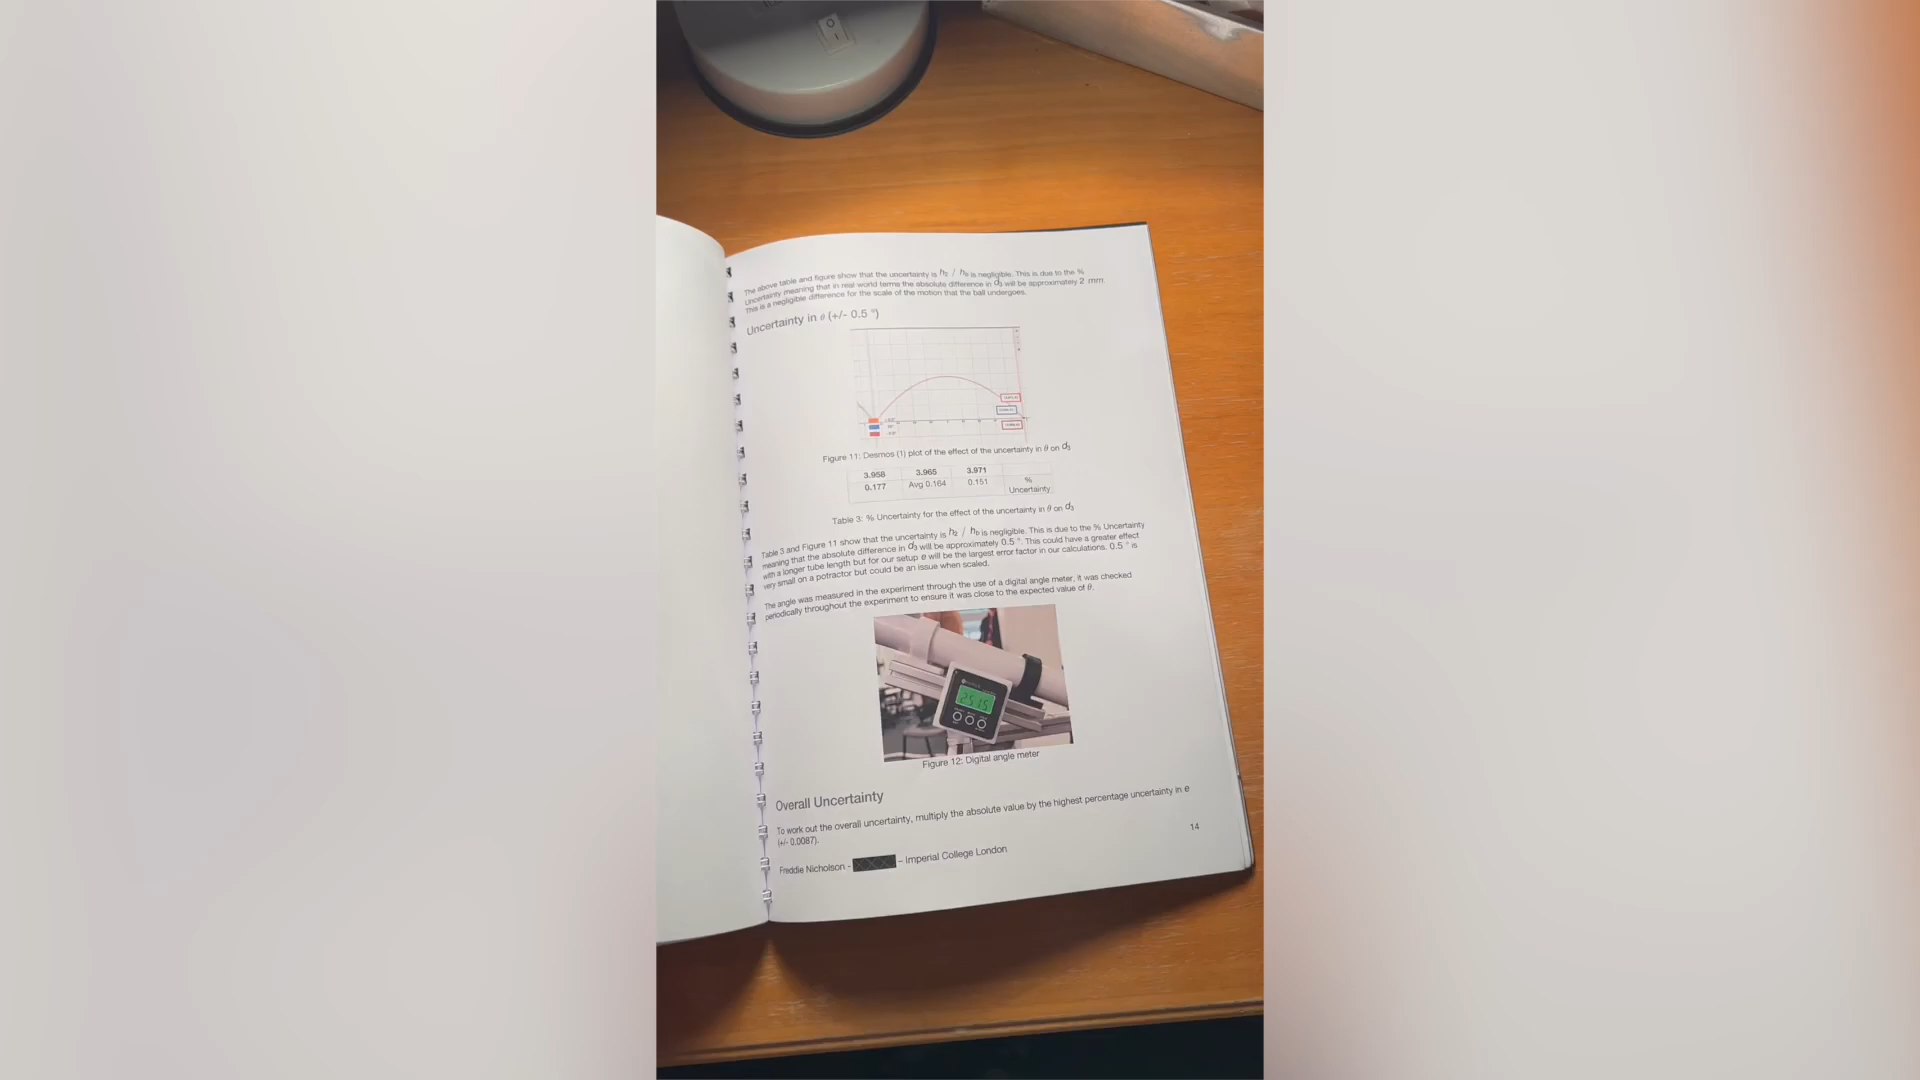 The above table and figure show that the uncertainty is h₂ / h₀ is negligible. This is due to the %
Uncertainty meaning that in real world terms the absolute difference in d₃ will be approximately 2 mm.
This is a negligible difference for the scale of the motion that the ball undergoes.
Uncertainty in θ (+/- 0.5 °)
Figure 11: Desmos (1) plot of the effect of the uncertainty in θ on d₃
3.958 3.965 3.971
0.177 Avg 0.164 0.151 %
Uncertainty
Table 3: % Uncertainty for the effect of the uncertainty in θ on d₃
Table 3 and Figure 11 show that the uncertainty is h₂ / h₀ is negligible. This is due to the % Uncertainty
meaning that the absolute difference in d₃ will be approximately 0.5 °. This could have a greater effect
with a longer tube length but for our setup θ will be the largest error factor in our calculations. 0.5 ° is
very small on a potractor but could be an issue when scaled.
The angle was measured in the experiment through the use of a digital angle meter, it was checked
periodically throughout the experiment to ensure it was close to the expected value of θ.
Figure 12: Digital angle meter
Overall Uncertainty
To work out the overall uncertainty, multiply the absolute value by the highest percentage uncertainty in e
(+/- 0.0087).
14
Freddie Nicholson - – Imperial College London